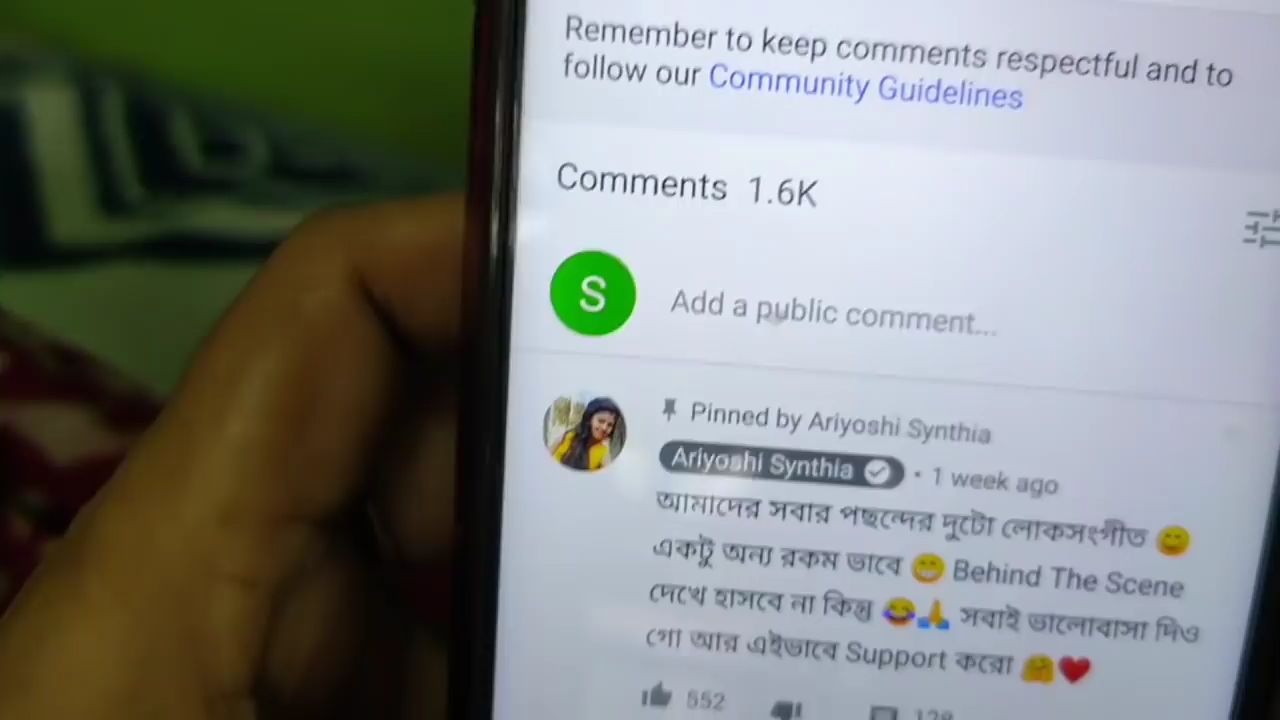 Remember to keep comments respectful and to
follow our Community Guidelines
Comments 1.6K
S
Add a public comment...
Pinned by Ariyoshi Synthia
Ariyoshi Synthia • 1 week ago
আমাদের সবার পছন্দের দুটো লোকসংগীত 😄
একটু অন্য রকম ভাবে 😁 Behind The Scene
দেখে হাসবে না কিন্তু 😂🙏 সবাই ভালোবাসা দিও
গো আর এইভাবে Support করো 🤗❤️
552